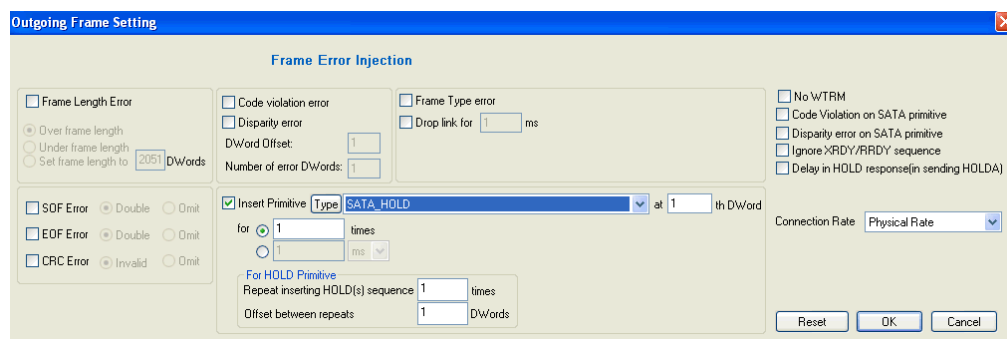 Outgoing Frame Setting
Frame Error Injection
Frame Length Error
Over frame length
Under frame length
Set frame length to 2051 DWords
Code violation error
Disparity error
DWord Offset: 1
Number of error DWords: 1
Frame Type error
Drop link for 1 ms
No WTRM
Code Violation on SATA primitive
Disparity error on SATA primitive
Ignore XRDY/RRDY sequence
Delay in HOLD response(in sending HOLDA)
SOF Error Double Omit
EOF Error Double Omit
CRC Error Invalid Omit
Insert Primitive Type SATA_HOLD at 1 th DWord
for 1 times
1 ms
For HOLD Primitive
Repeat inserting HOLD(s) sequence 1 times
Offset between repeats 1 DWords
Connection Rate Physical Rate
Reset OK Cancel